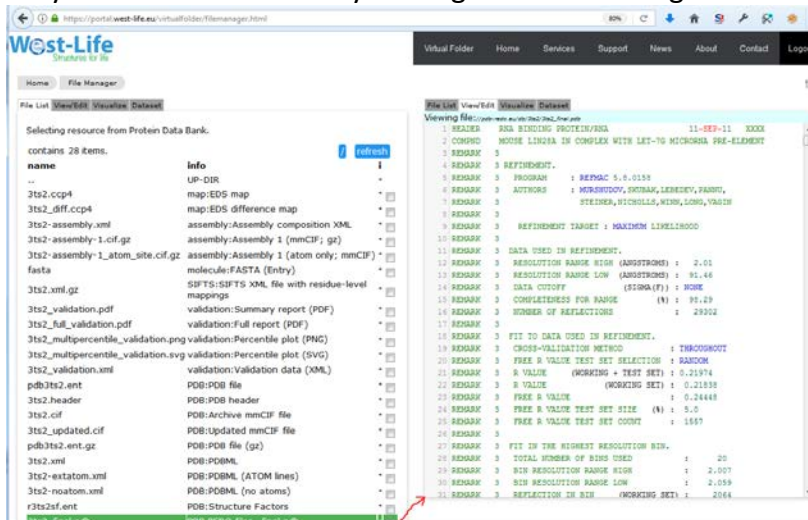 https://portal.west-life.eu/virtualfolder/filemanager.html
80%
West-Life
Structures for life
Virtual Folder Home Services Support News About Contact
Home File Manager
File List View/Edit Visualize Dataset
Selecting resource from Protein Data Bank.
contains 28 items.
/ refresh
name info i
.. UP-DIR
3ts2.ccp4 map:EDS map
3ts2_diff.ccp4 map:EDS difference map
3ts2-assembly.xml assembly:Assembly composition XML
3ts2-assembly-1.cif.gz assembly:Assembly 1 (mmCIF; gz)
3ts2-assembly-1_atom_site.cif.gz assembly:Assembly 1 (atom only; mmCIF)
fasta molecule:FASTA (Entry)
3ts2.xml.gz SIFTS:SIFTS XML file with residue-level mappings
3ts2_validation.pdf validation:Summary report (PDF)
3ts2_full_validation.pdf validation:Full report (PDF)
3ts2_multipercentile_validation.png validation:Percentile plot (PNG)
3ts2_multipercentile_validation.svg validation:Percentile plot (SVG)
3ts2_validation.xml validation:Validation data (XML)
pdb3ts2.ent PDB:PDB file
3ts2.header PDB:PDB header
3ts2.cif PDB:Archive mmCIF file
3ts2_updated.cif PDB:Updated mmCIF file
pdb3ts2.ent.gz PDB:PDB file (gz)
3ts2.xml PDB:PDBML
3ts2-extatom.xml PDB:PDBML (ATOM lines)
3ts2-noatom.xml PDB:PDBML (no atoms)
r3ts2sf.ent PDB:Structure Factors
File List View/Edit Visualize Dataset
Viewing file:
1 HEADER RNA BINDING PROTEIN/RNA 11-SEP-11 XXXX
2 COMPND MOUSE LIN28A IN COMPLEX WITH LET-7G MICRORNA PRE-ELEMENT
3 REMARK 3
4 REMARK 3 REFINEMENT.
5 REMARK 3 PROGRAM : REFMAC 5.8.0158
6 REMARK 3 AUTHORS : MURSHUDOV,SKUBAK,LEBEDEV,PANNU,
7 REMARK 3 STEINER,NICHOLLS,WINN,LONG,VAGIN
8 REMARK 3
9 REMARK 3 REFINEMENT TARGET : MAXIMUM LIKELIHOOD
10 REMARK 3
11 REMARK 3 DATA USED IN REFINEMENT.
12 REMARK 3 RESOLUTION RANGE HIGH (ANGSTROMS) : 2.01
13 REMARK 3 RESOLUTION RANGE LOW (ANGSTROMS) : 91.46
14 REMARK 3 DATA CUTOFF (SIGMA(F)) : NONE
15 REMARK 3 COMPLETENESS FOR RANGE (%) : 98.29
16 REMARK 3 NUMBER OF REFLECTIONS : 29302
17 REMARK 3
18 REMARK 3 FIT TO DATA USED IN REFINEMENT.
19 REMARK 3 CROSS-VALIDATION METHOD : THROUGHOUT
20 REMARK 3 FREE R VALUE TEST SET SELECTION : RANDOM
21 REMARK 3 R VALUE (WORKING + TEST SET) : 0.21974
22 REMARK 3 R VALUE (WORKING SET) : 0.21838
23 REMARK 3 FREE R VALUE : 0.24448
24 REMARK 3 FREE R VALUE TEST SET SIZE (%) : 5.0
25 REMARK 3 FREE R VALUE TEST SET COUNT : 1557
26 REMARK 3
27 REMARK 3 FIT IN THE HIGHEST RESOLUTION BIN.
28 REMARK 3 TOTAL NUMBER OF BINS USED : 20
29 REMARK 3 BIN RESOLUTION RANGE HIGH : 2.007
30 REMARK 3 BIN RESOLUTION RANGE LOW : 2.059
31 REMARK 3 REFLECTION IN BIN (WORKING SET) : 2064